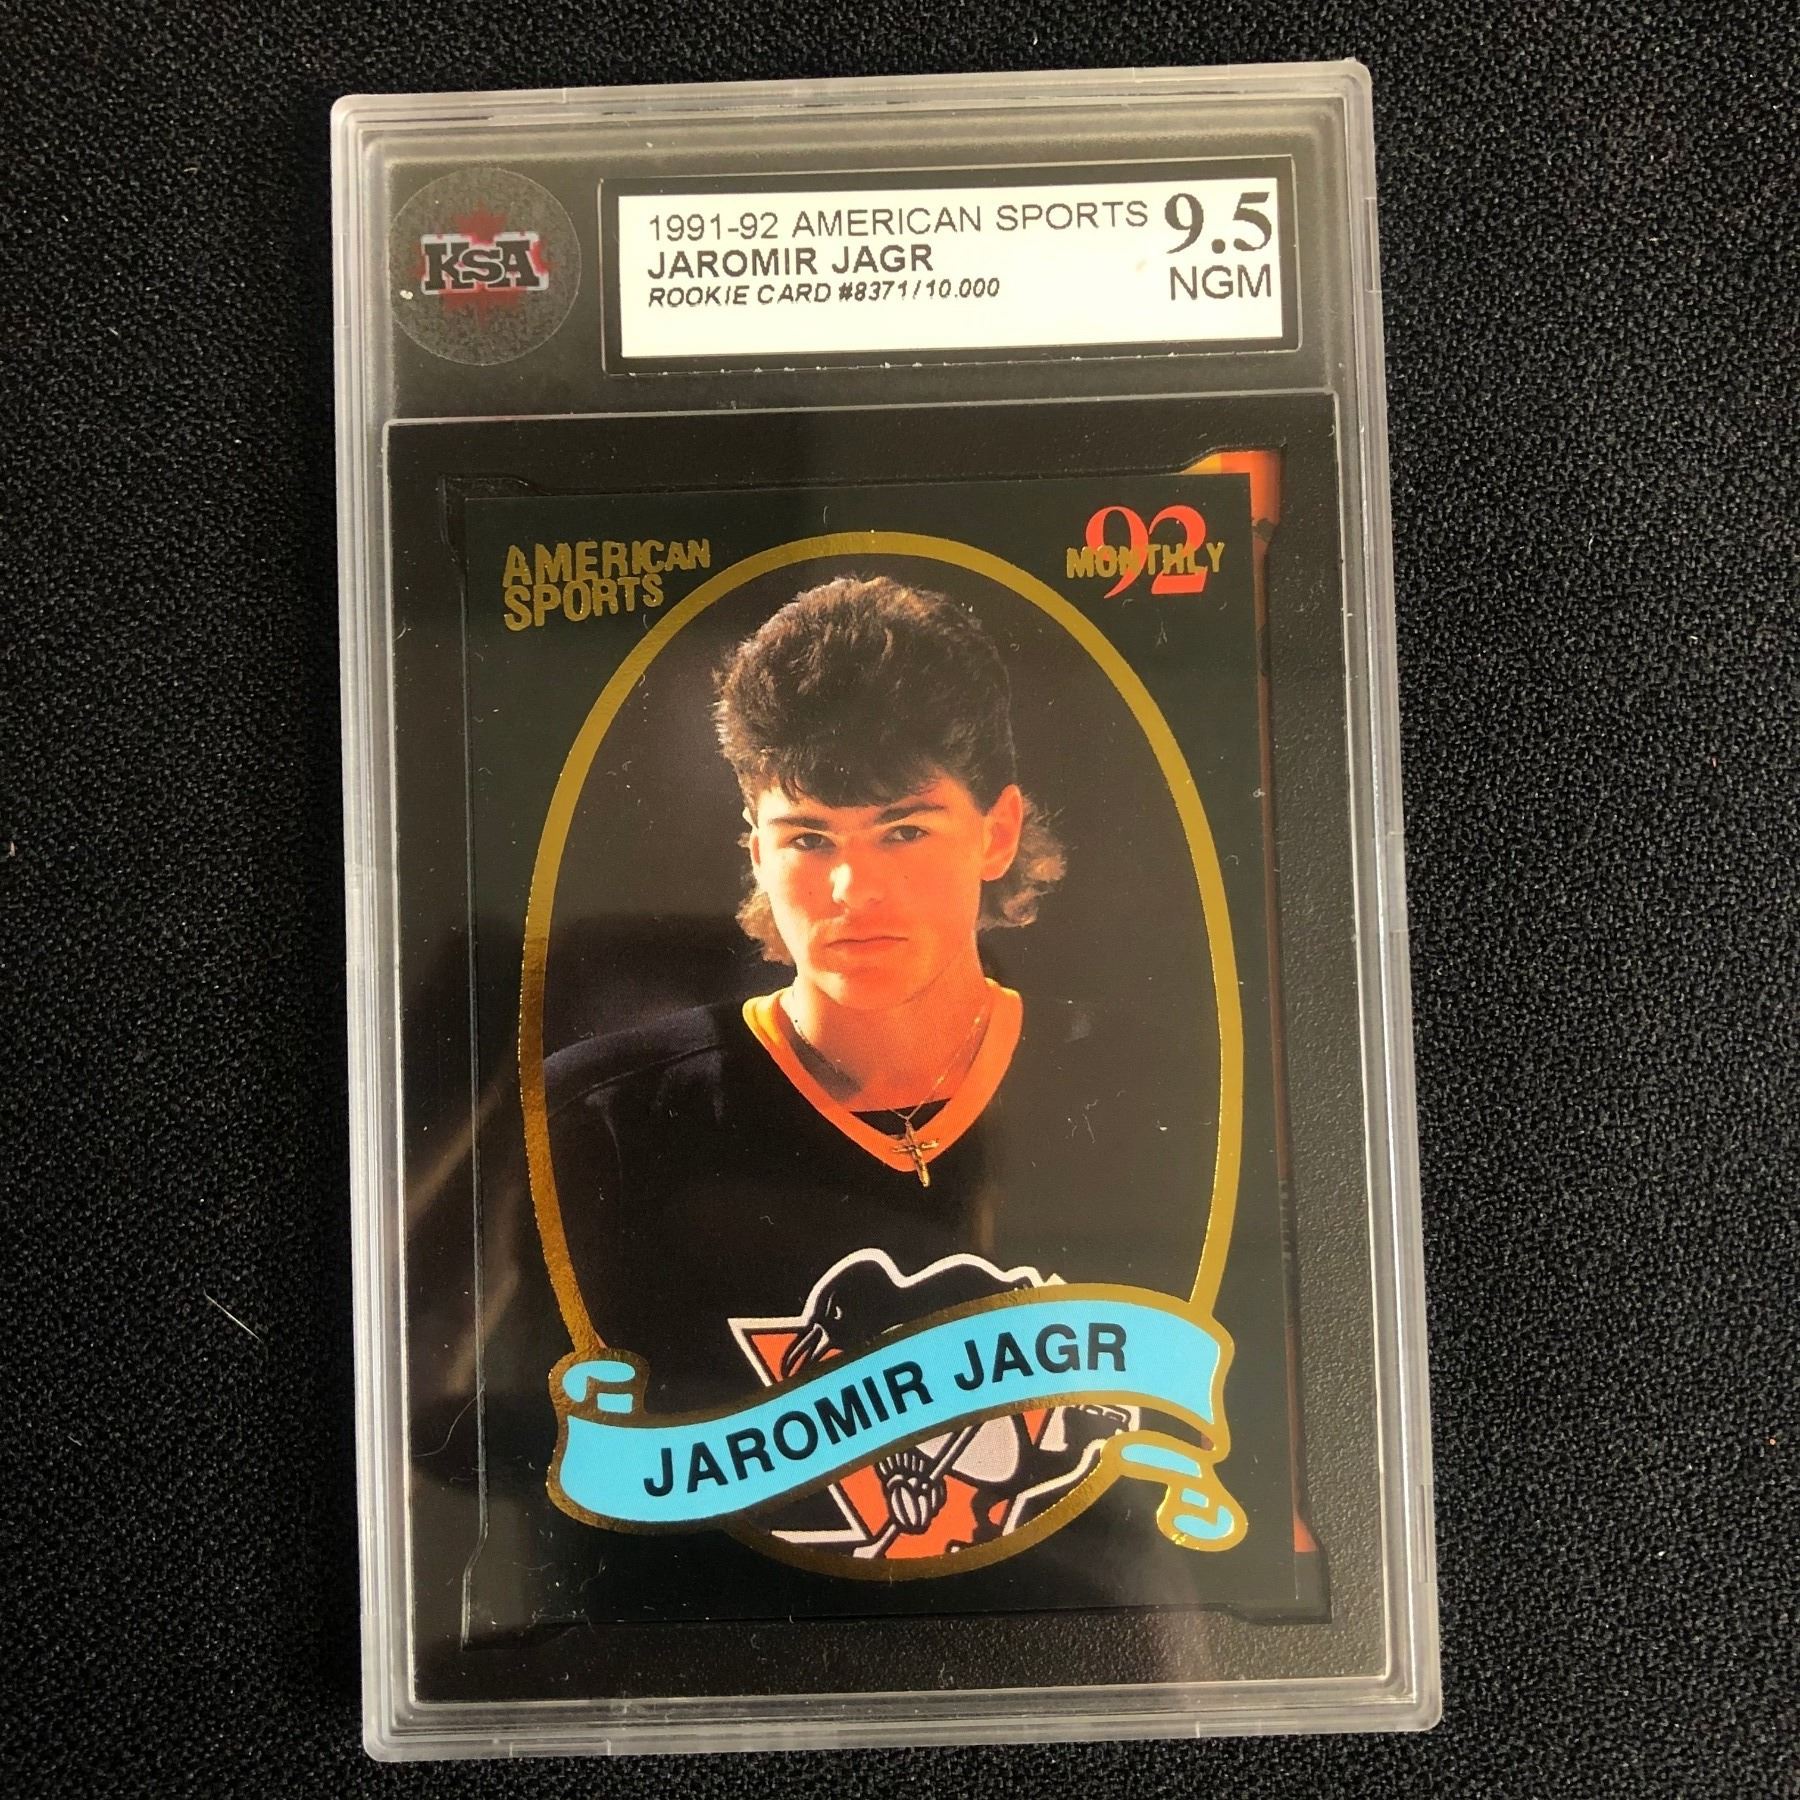 KSA
1991-92 AMERICAN SPORTS 9.5
JAROMIR JAGR
NGM
ROOKIE CARD #8371/10.000
AMERICAN
SPORTS
92
MONTHLY
JAROMIR JAGR